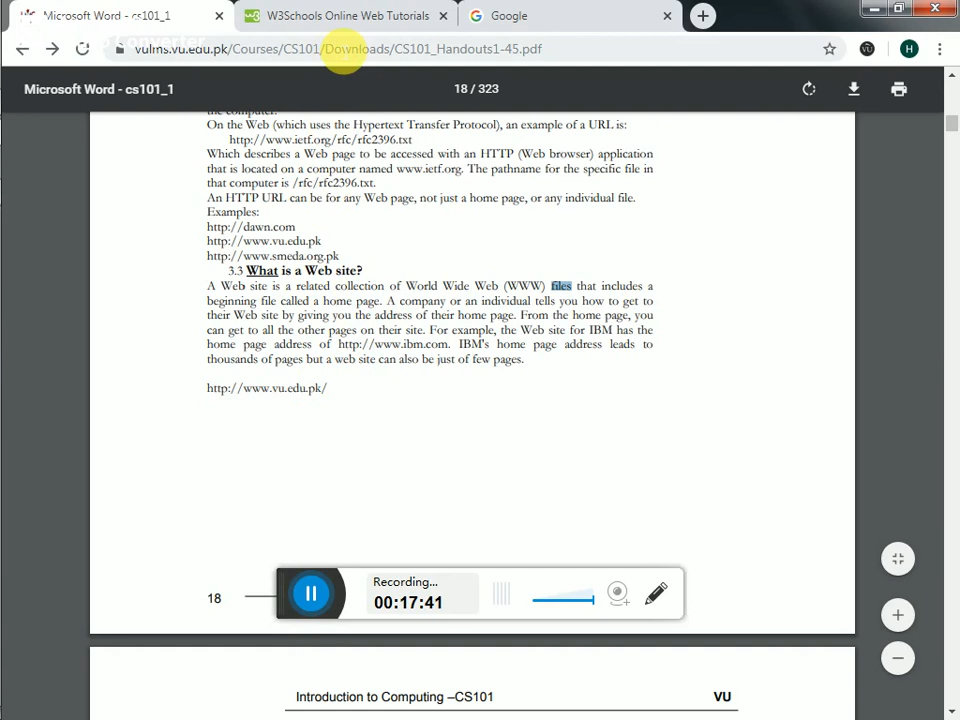 Microsoft Word - cs101_1
W3Schools Online Web Tutorials
Google
Converter
vulms.vu.edu.pk/Courses/CS101/Downloads/CS101_Handouts1-45.pdf
VU
H
Microsoft Word - cs101_1
18 / 323
the computer.
On the Web (which uses the Hypertext Transfer Protocol), an example of a URL is:
http://www.ietf.org/rfc/rfc2396.txt
Which describes a Web page to be accessed with an HTTP (Web browser) application
that is located on a computer named www.ietf.org. The pathname for the specific file in
that computer is /rfc/rfc2396.txt.
An HTTP URL can be for any Web page, not just a home page, or any individual file.
Examples:
http://dawn.com
http://www.vu.edu.pk
http://www.smeda.org.pk
3.3 What is a Web site?
A Web site is a related collection of World Wide Web (WWW) files that includes a
beginning file called a home page. A company or an individual tells you how to get to
their Web site by giving you the address of their home page. From the home page, you
can get to all the other pages on their site. For example, the Web site for IBM has the
home page address of http://www.ibm.com. IBM's home page address leads to
thousands of pages but a web site can also be just of few pages.
http://www.vu.edu.pk/
Recording...
00:17:41
18
Introduction to Computing –CS101
VU